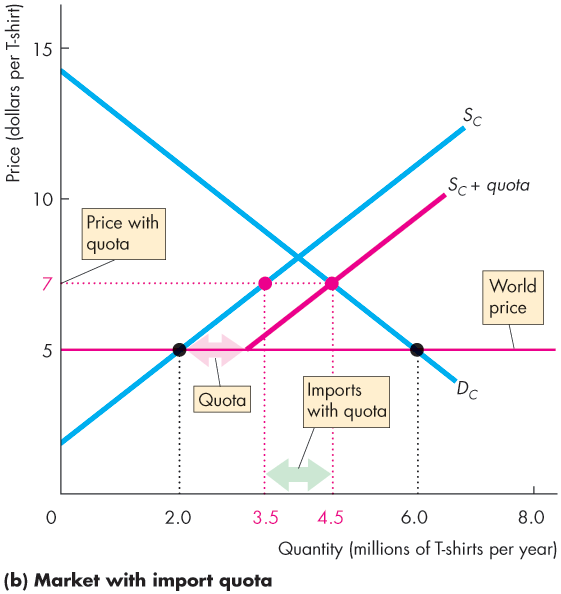 Price (dollars per T-shirt)
15
10
7
5
S_C
S_C + quota
Price with
quota
World
price
Quota
Imports
with quota
D_C
0
2.0
3.5
4.5
6.0
8.0
Quantity (millions of T-shirts per year)
(b) Market with import quota